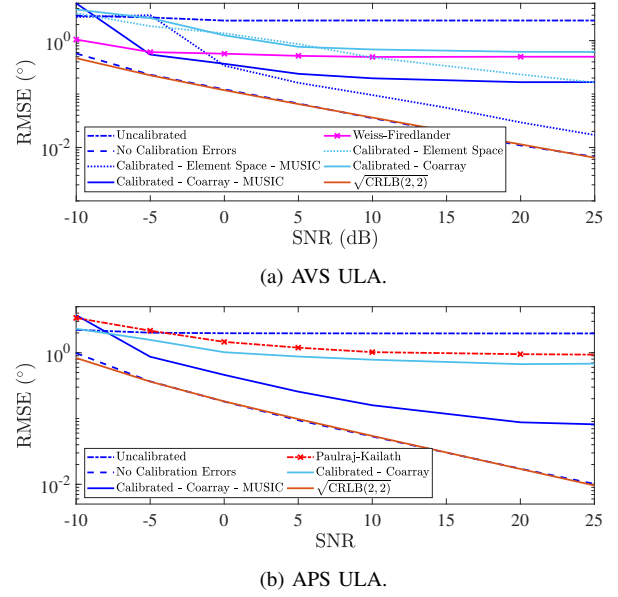 10^0
10^-2
RMSE (°)
Uncalibrated
No Calibration Errors
Calibrated - Element Space - MUSIC
Calibrated - Coarray - MUSIC
Weiss-Firedlander
Calibrated - Element Space
Calibrated - Coarray
√CRLB(2,2)
-10 -5 0 5 10 15 20 25
SNR (dB)
(a) AVS ULA.
10^0
10^-2
RMSE (°)
Uncalibrated
No Calibration Errors
Calibrated - Coarray - MUSIC
Paulraj-Kailath
Calibrated - Coarray
√CRLB(2,2)
-10 -5 0 5 10 15 20 25
SNR
(b) APS ULA.